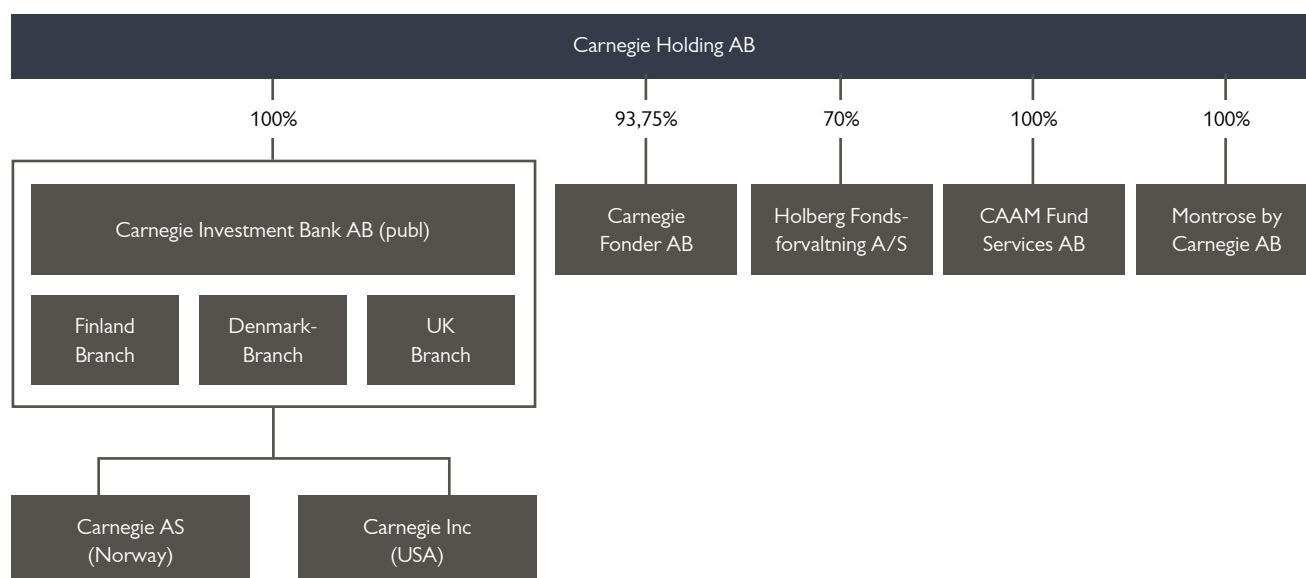 Carnegie Holding AB
100%
93,75%
70%
100%
100%
Carnegie Investment Bank AB (publ)
Carnegie
Fonder AB
Holberg Fonds-
forvaltning A/S
CAAM Fund
Services AB
Montrose by
Carnegie AB
Finland
Branch
Denmark-
Branch
UK
Branch
Carnegie AS
(Norway)
Carnegie Inc
(USA)